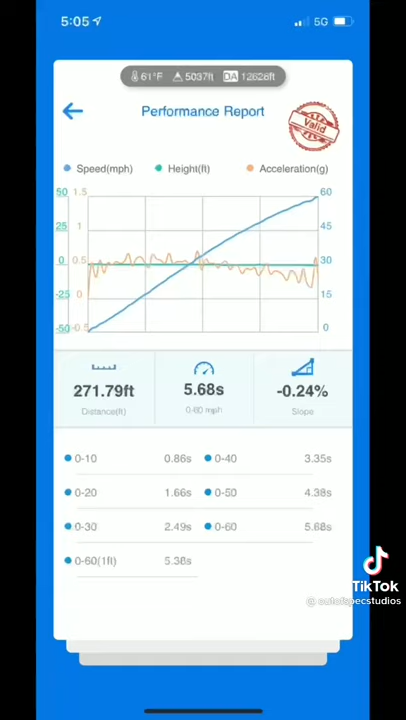 5:05 5G
61°F 5037ft DA 12628ft
Performance Report
Valid
Speed(mph) Height(ft) Acceleration(g)
50 1.5 60
25 1 45
0 0.5 30
-25 0 15
-50 -0.5 0
271.79ft 5.68s -0.24%
Distance(ft) 0-60 mph Slope
0-10 0.86s 0-40 3.35s
0-20 1.66s 0-50 4.38s
0-30 2.49s 0-60 5.68s
0-60(1ft) 5.38s
TikTok
@ outofspecstudios